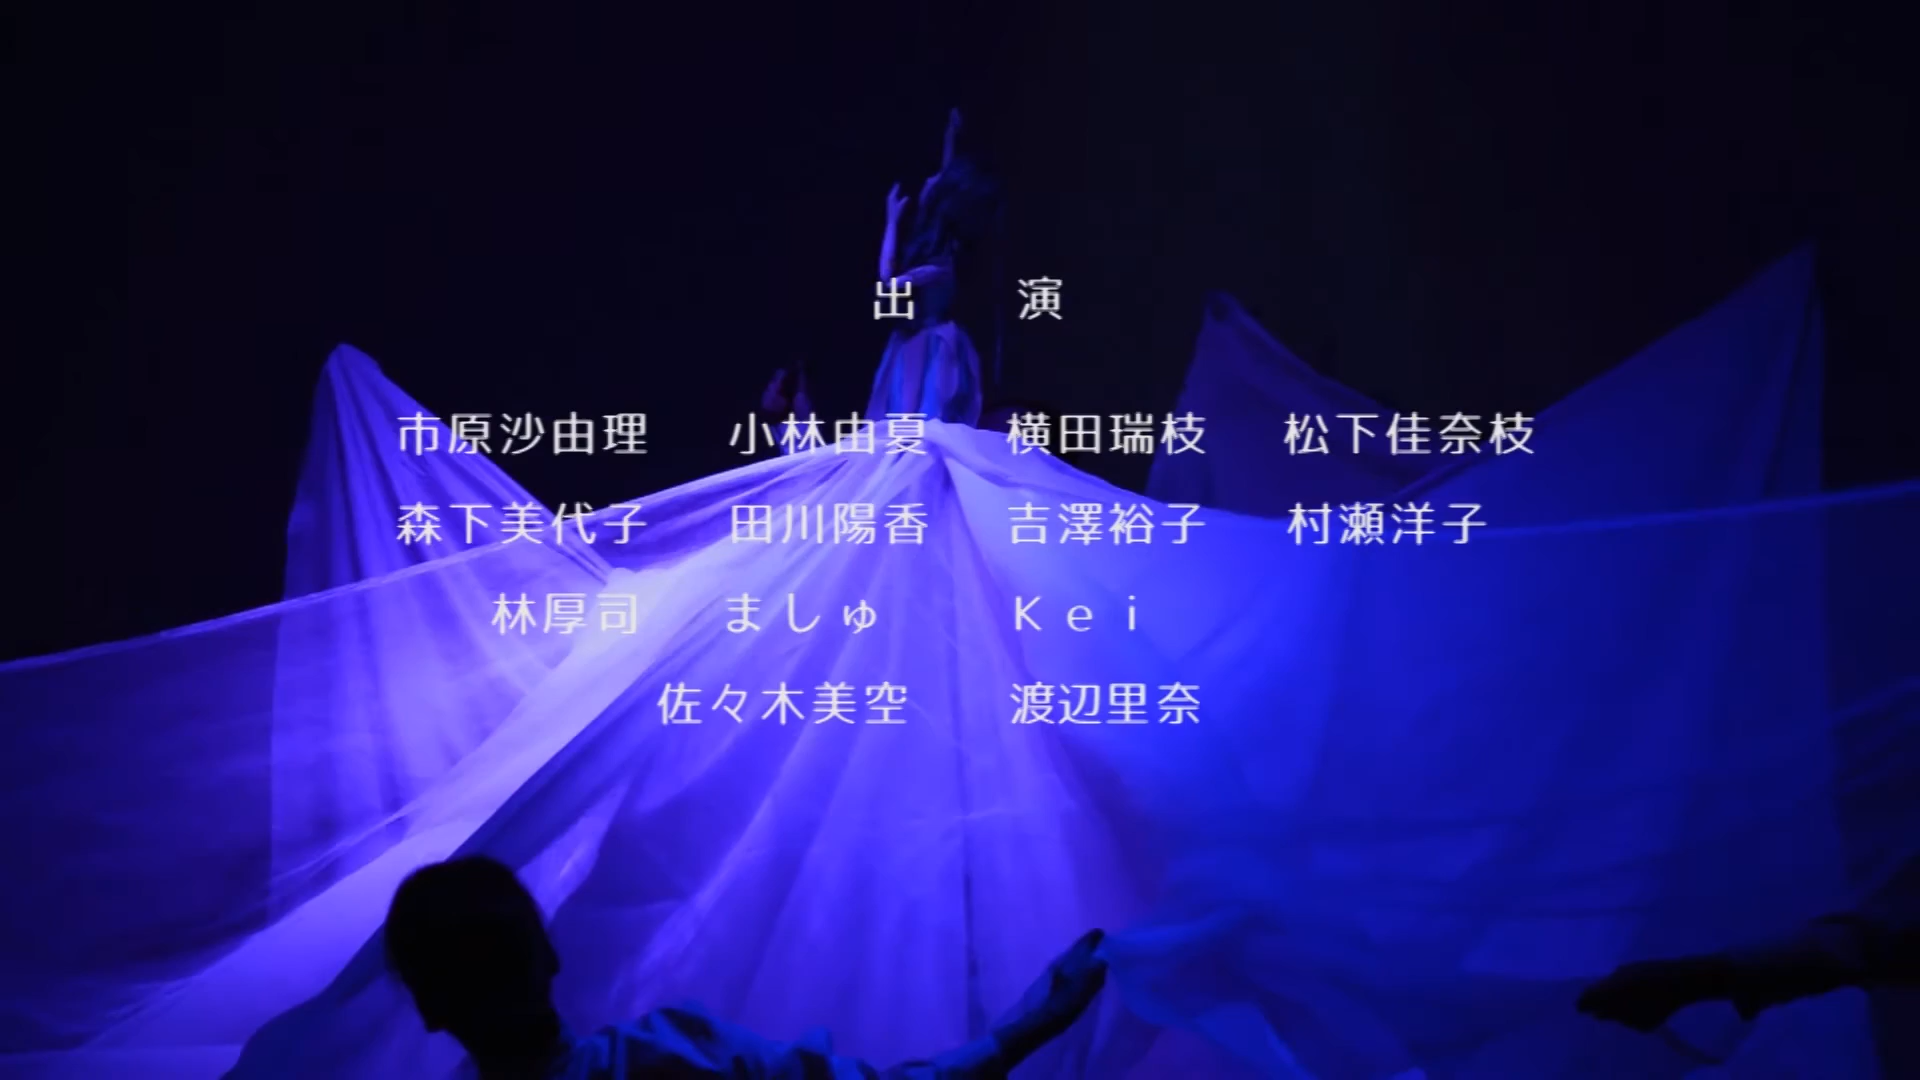 出演
市原沙由理 小林由夏 横田瑞枝 松下佳奈枝
森下美代子 田川陽香 吉澤裕子 村瀬洋子
林厚司 ましゅ Kei
佐々木美空 渡辺里奈